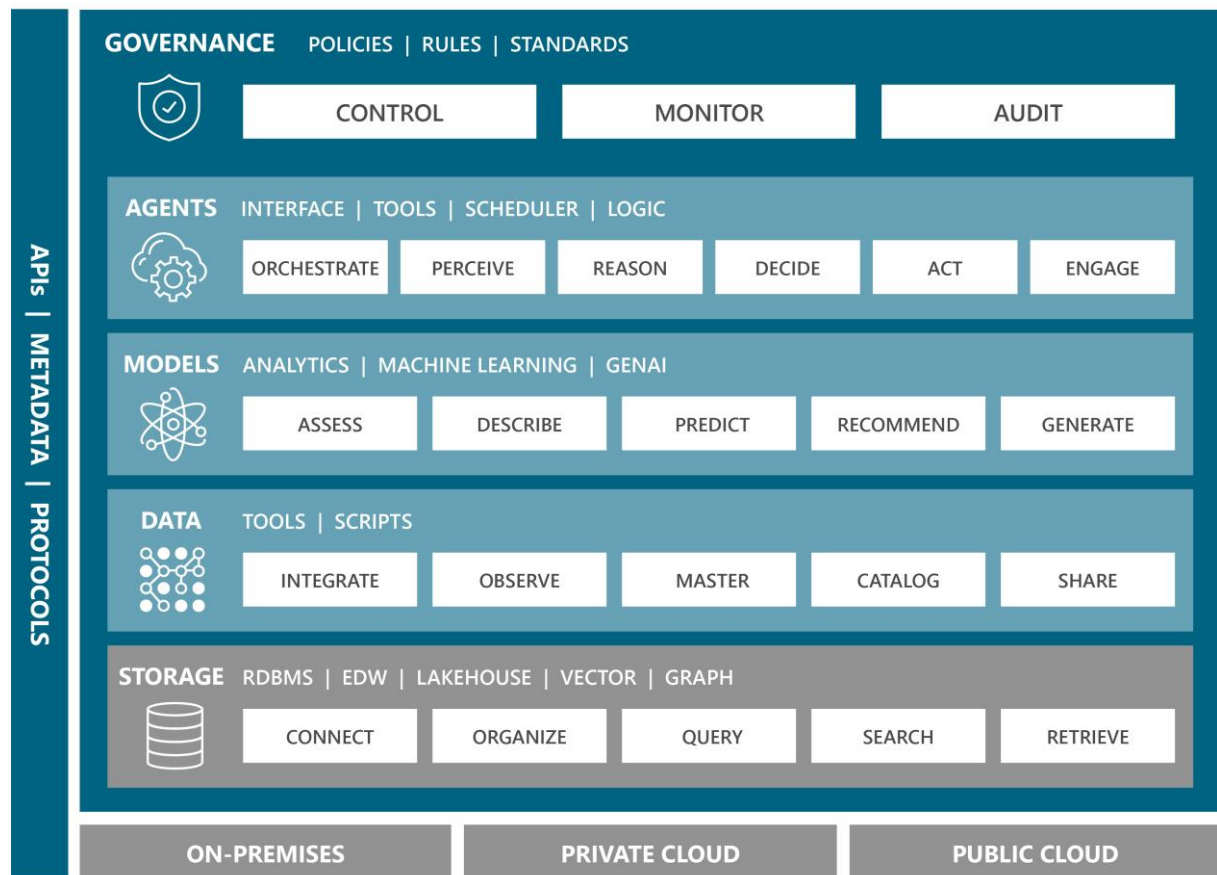 GOVERNANCE POLICIES | RULES | STANDARDS
CONTROL MONITOR AUDIT
AGENTS INTERFACE | TOOLS | SCHEDULER | LOGIC
ORCHESTRATE PERCEIVE REASON DECIDE ACT ENGAGE
MODELS ANALYTICS | MACHINE LEARNING | GENAI
ASSESS DESCRIBE PREDICT RECOMMEND GENERATE
DATA TOOLS | SCRIPTS
INTEGRATE OBSERVE MASTER CATALOG SHARE
STORAGE RDBMS | EDW | LAKEHOUSE | VECTOR | GRAPH
CONNECT ORGANIZE QUERY SEARCH RETRIEVE
APIs | METADATA | PROTOCOLS
ON-PREMISES PRIVATE CLOUD PUBLIC CLOUD